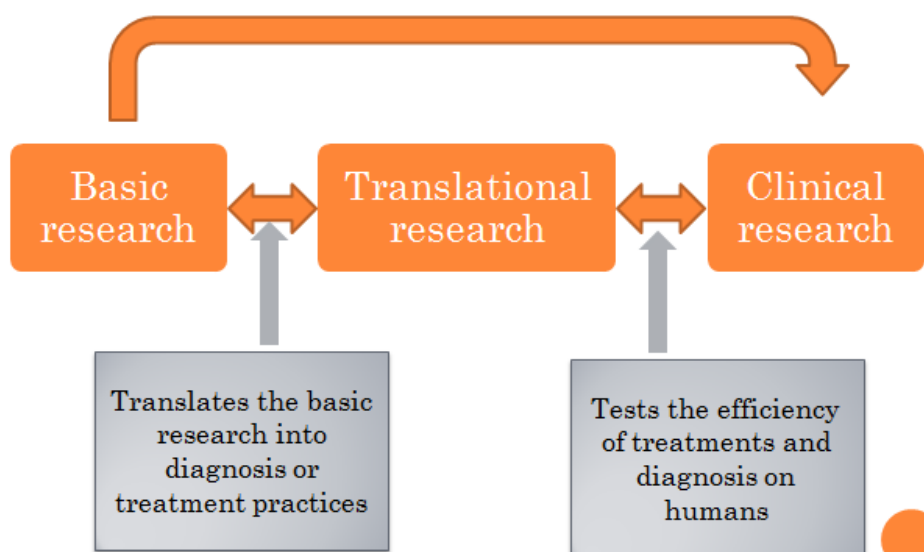 Basic
research
Translational
research
Clinical
research
Translates the basic
research into
diagnosis or
treatment practices
Tests the efficiency
of treatments and
diagnosis on
humans